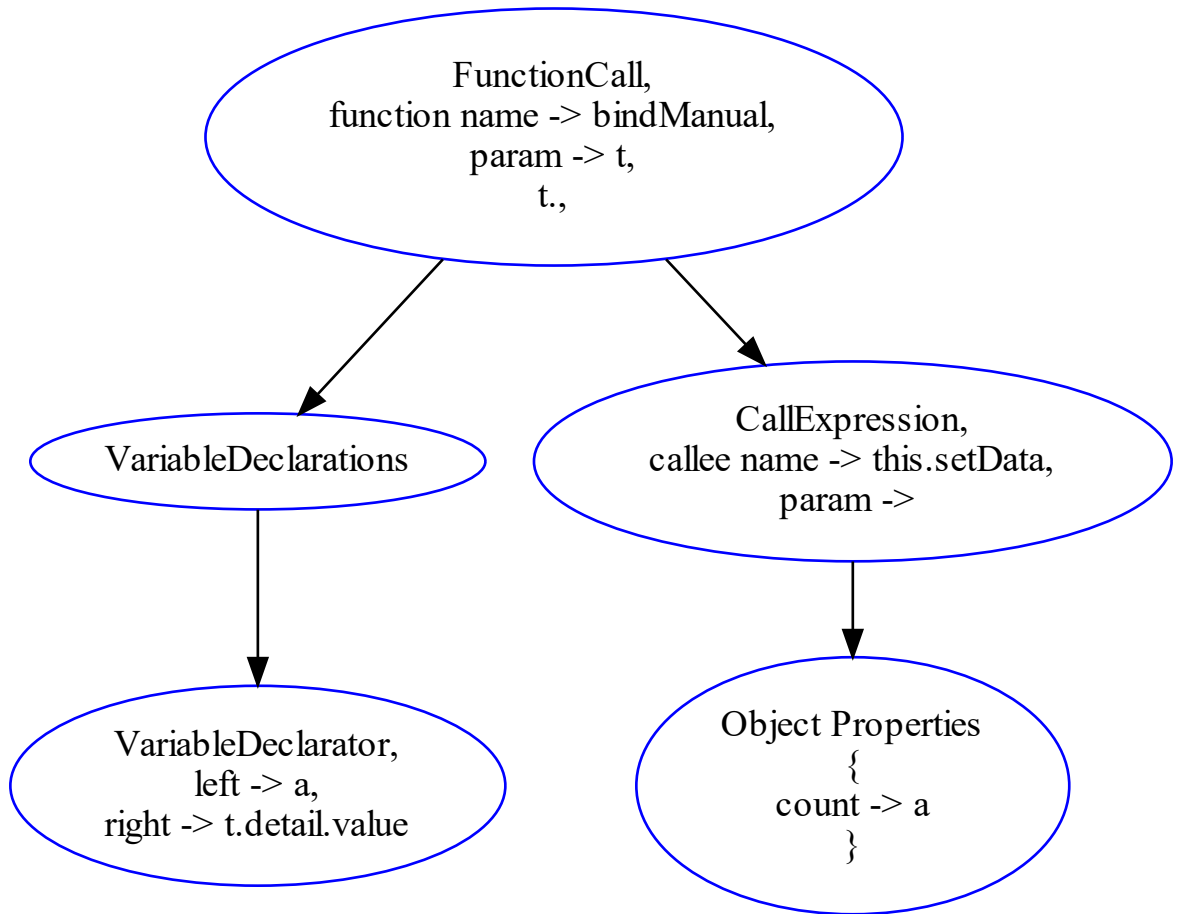 FunctionCall,
function name -> bindManual,
param -> t,
t.,
VariableDeclarations
CallExpression,
callee name -> this.setData,
param ->
VariableDeclarator,
left -> a,
right -> t.detail.value
Object Properties
{
count -> a
}